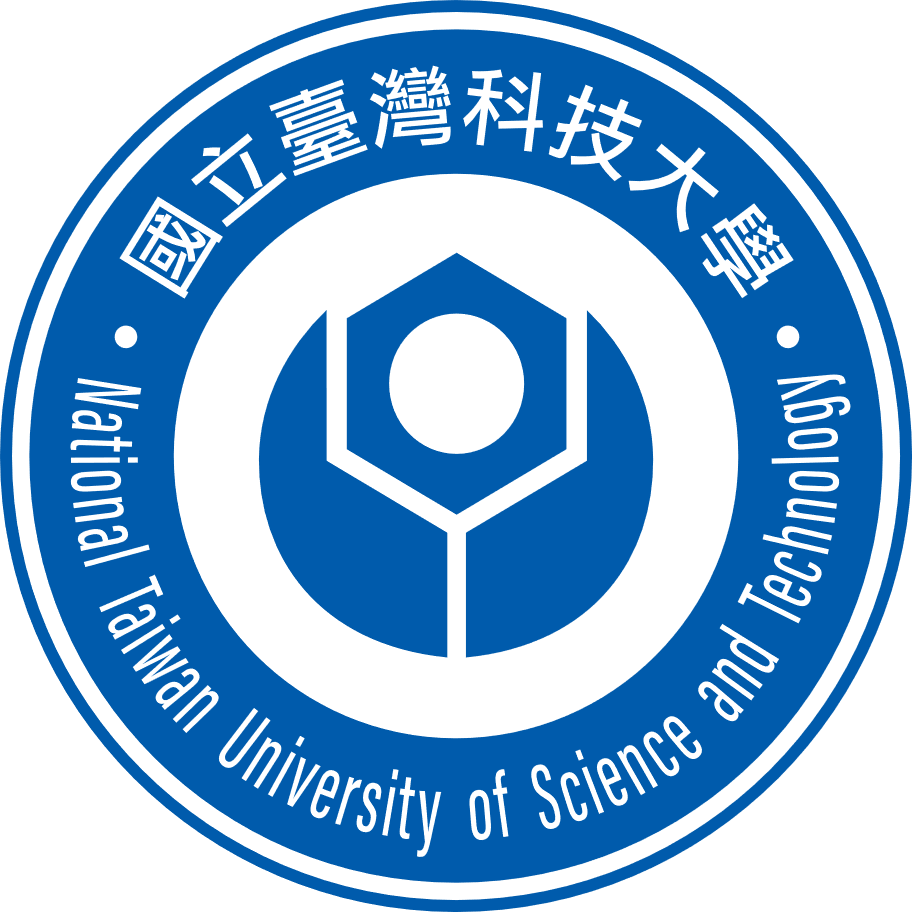 國立臺灣科技大學
National Taiwan University of Science and Technology